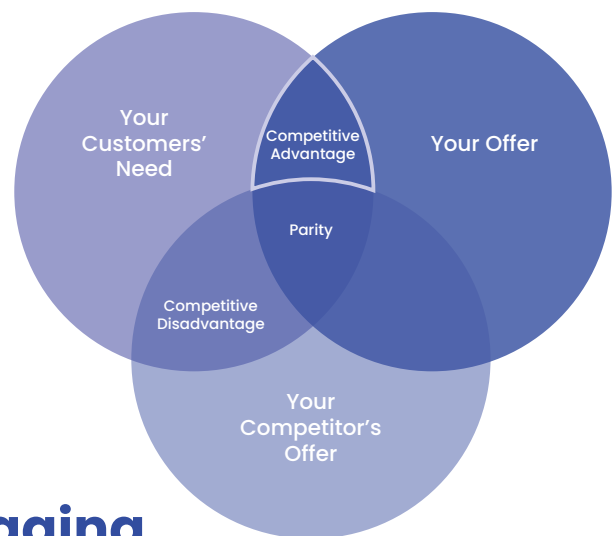 Your
Customers’
Need
Competitive
Advantage
Your Offer
Parity
Competitive
Disadvantage
Your
Competitor’s
Offer